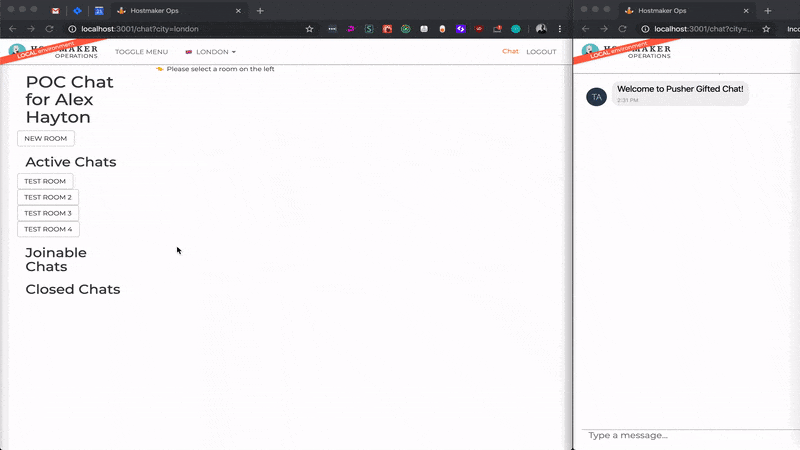 Hostmaker Ops
localhost:3001/chat?city=london
LOCAL environment
HOSTMAKER
OPERATIONS
TOGGLE MENU
LONDON
Chat
LOGOUT
Please select a room on the left
POC Chat
for Alex
Hayton
NEW ROOM
Active Chats
TEST ROOM
TEST ROOM 2
TEST ROOM 3
TEST ROOM 4
Joinable
Chats
Closed Chats
Hostmaker Ops
localhost:3001/chat?city=...
Inco
LOCAL environment
HOSTMAKER
OPERATIONS
TA
Welcome to Pusher Gifted Chat!
2:31 PM
Type a message...